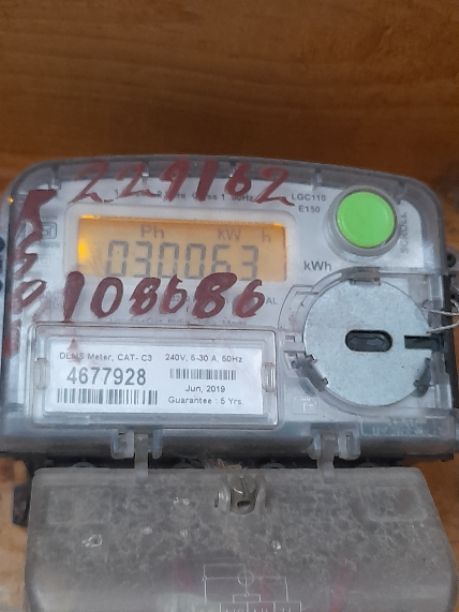 229162
LGC110
E150
Ph kW h
030063
kWh
108686
DLMS Meter, CAT- C3 240V, 5-30 A, 50Hz
4677928
Jun, 2019
Guarantee : 5 Yrs.